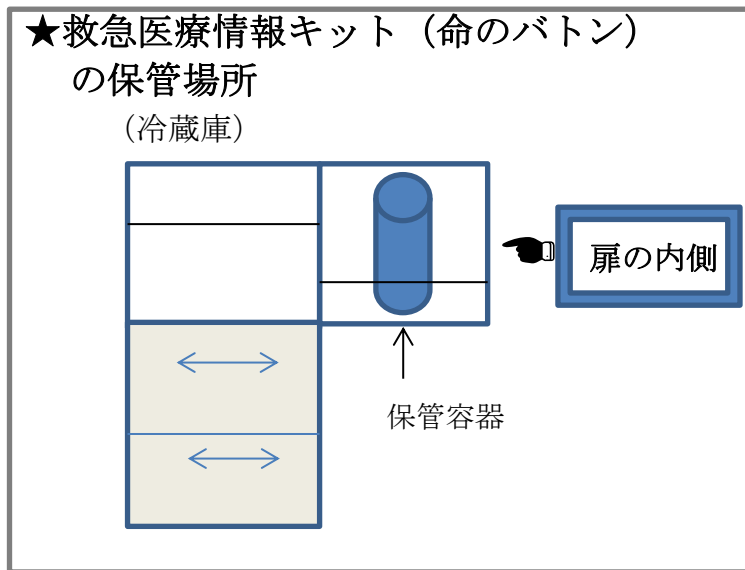 ★救急医療情報キット（命のバトン）
の保管場所
（冷蔵庫）
扉の内側
保管容器